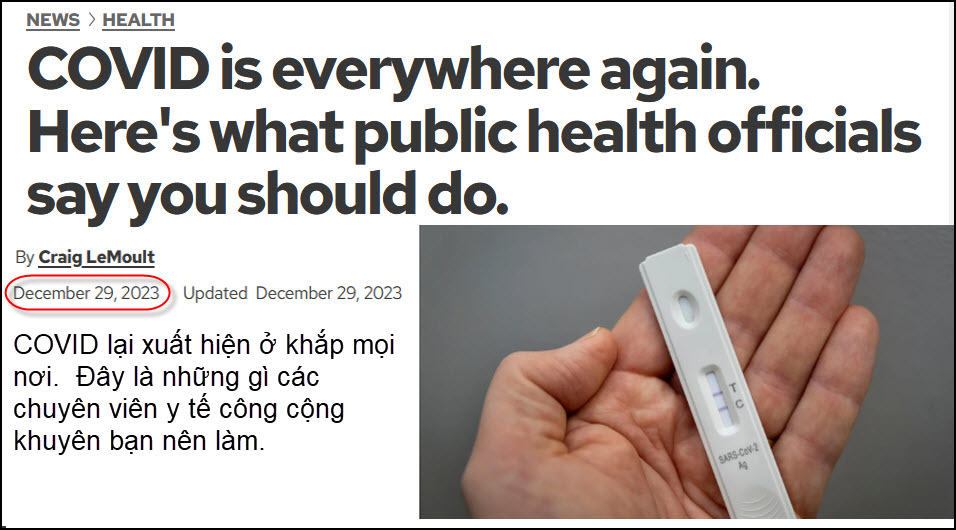 NEWS > HEALTH
COVID is everywhere again.
Here's what public health officials
say you should do.
By Craig LeMoult
December 29, 2023 Updated December 29, 2023
COVID lại xuất hiện ở khắp mọi
nơi. Đây là những gì các
chuyên viên y tế công cộng
khuyên bạn nên làm.
T
C
SARS-CoV-2
Ag